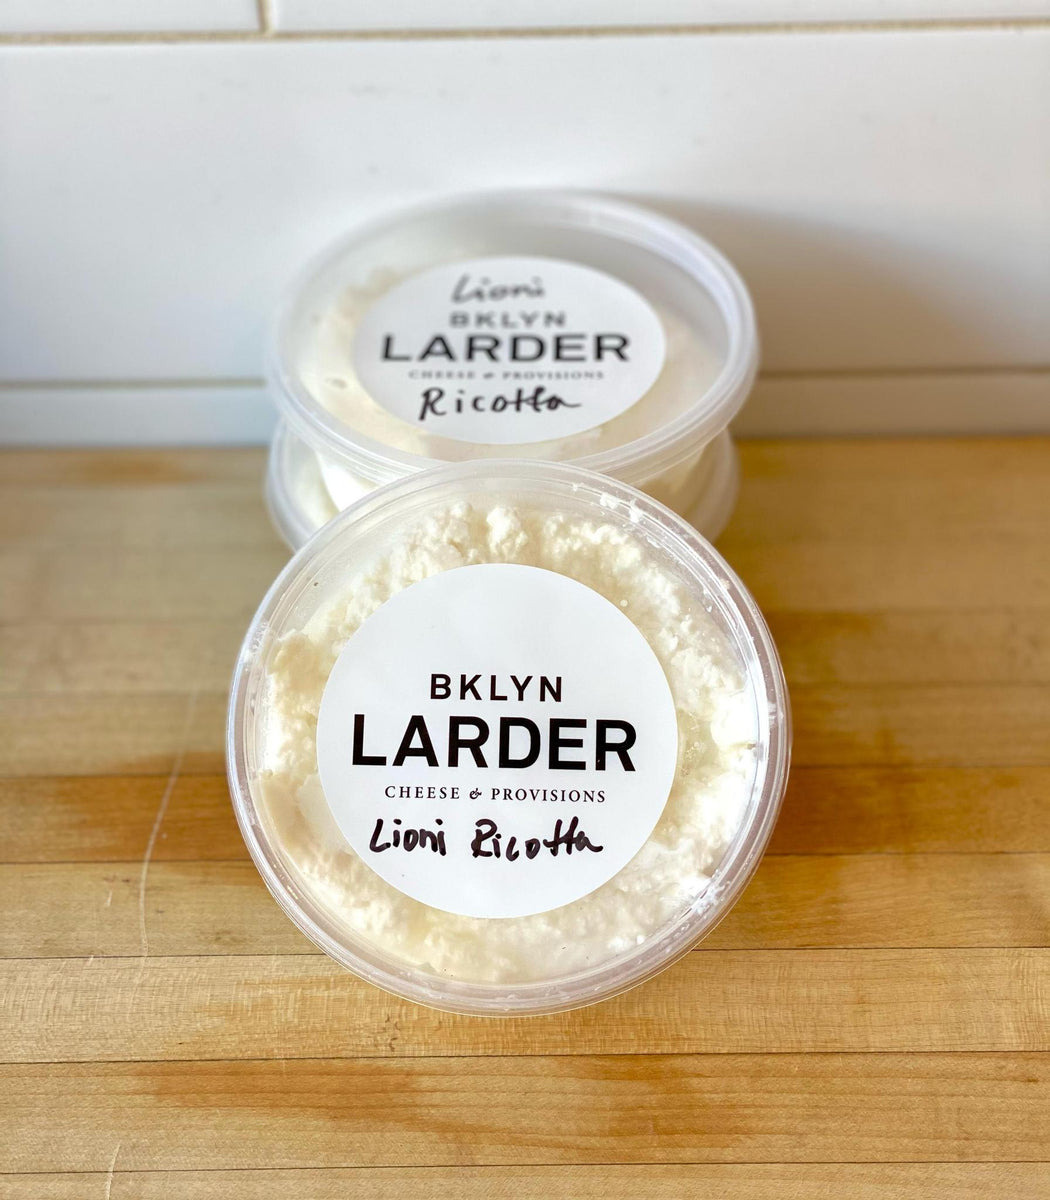 Lioni
BKLYN
LARDER
CHEESE & PROVISIONS
Ricotta
BKLYN
LARDER
CHEESE & PROVISIONS
Lioni Ricotta